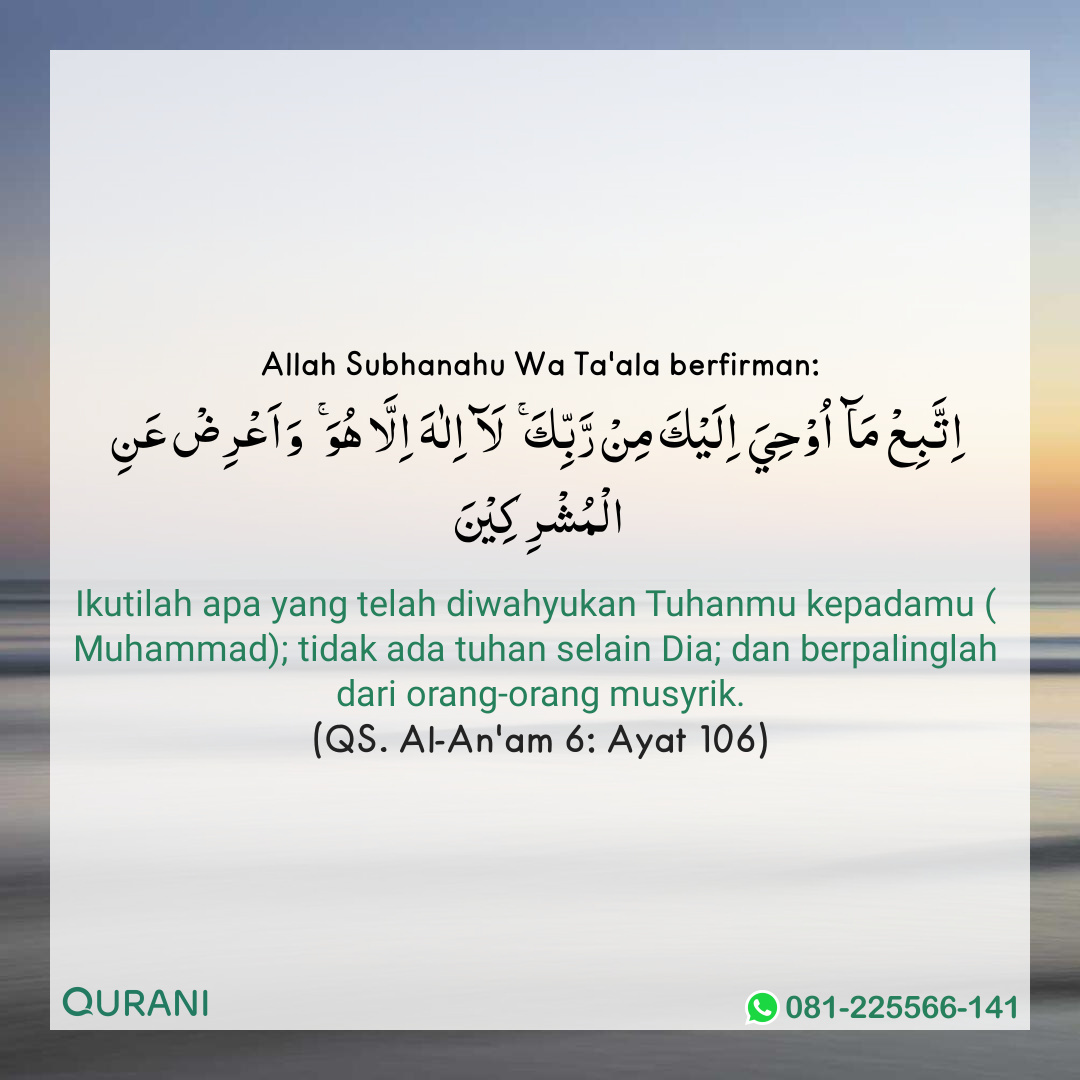 Allah Subhanahu Wa Ta'ala berfirman:
اِتَّبِعْ مَاۤ اُوْحِيَ اِلَيْكَ مِنْ رَّبِّكَ ۚ لَاۤ اِلٰهَ اِلَّا هُوَ ۚ وَاَعْرِضْ عَنِ
الْمُشْرِكِيْنَ
Ikutilah apa yang telah diwahyukan Tuhanmu kepadamu (
Muhammad); tidak ada tuhan selain Dia; dan berpalinglah
dari orang-orang musyrik.
(QS. Al-An'am 6: Ayat 106)
QURANI
081-225566-141